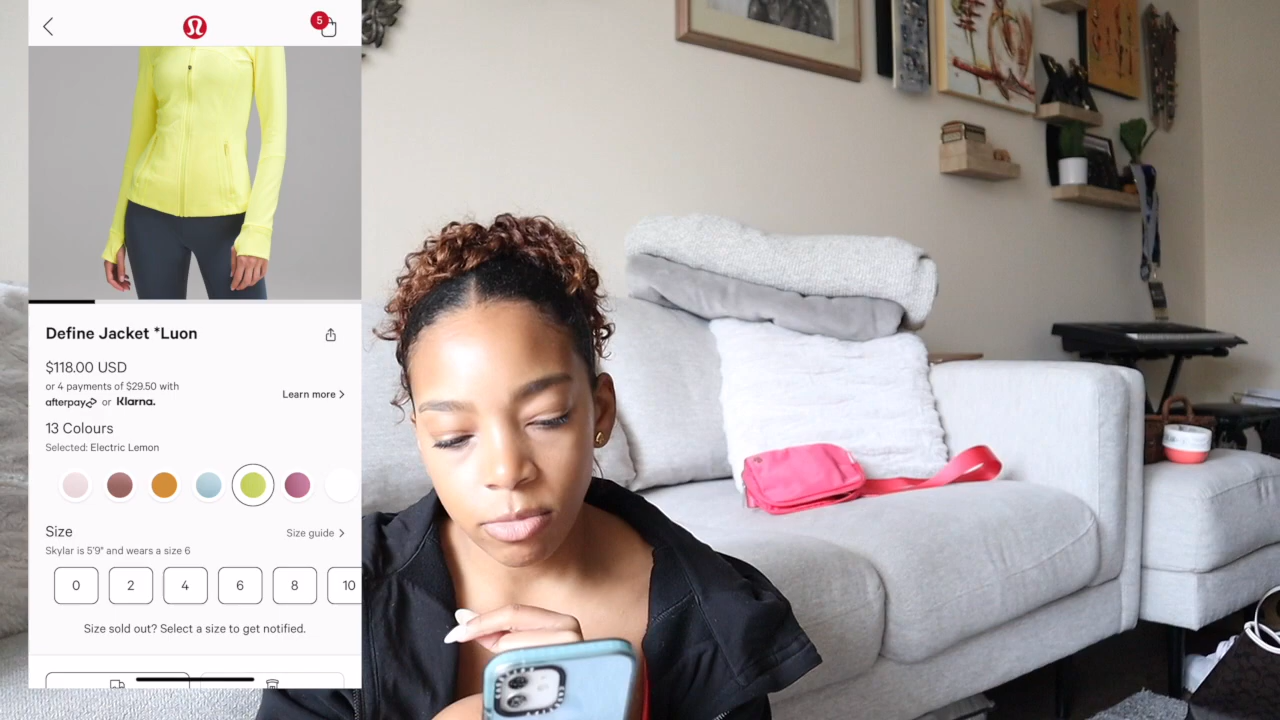 5
Define Jacket *Luon
$118.00 USD
or 4 payments of $29.50 with
afterpay or Klarna.
Learn more >
13 Colours
Selected: Electric Lemon
Size
Size guide >
Skylar is 5'9" and wears a size 6
0 2 4 6 8 10
Size sold out? Select a size to get notified.